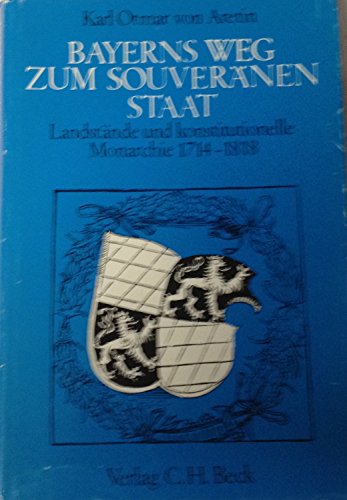 Karl Otmar von Aretin
BAYERNS WEG
ZUM SOUVERÄNEN
STAAT
Landstände und konstitutionelle
Monarchie 1714-1818
Verlag C. H. Beck